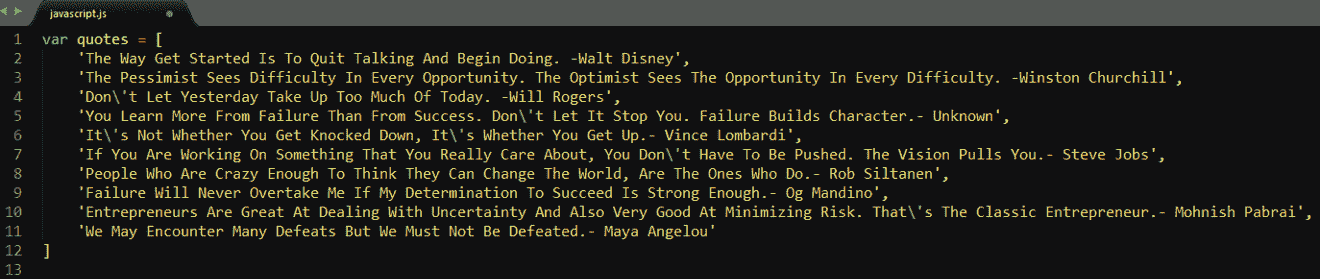 javascript.js
1 var quotes = [
2 'The Way Get Started Is To Quit Talking And Begin Doing. -Walt Disney',
3 'The Pessimist Sees Difficulty In Every Opportunity. The Optimist Sees The Opportunity In Every Difficulty. -Winston Churchill',
4 'Don\'t Let Yesterday Take Up Too Much Of Today. -Will Rogers',
5 'You Learn More From Failure Than From Success. Don\'t Let It Stop You. Failure Builds Character.- Unknown',
6 'It\'s Not Whether You Get Knocked Down, It\'s Whether You Get Up.- Vince Lombardi',
7 'If You Are Working On Something That You Really Care About, You Don\'t Have To Be Pushed. The Vision Pulls You.- Steve Jobs',
8 'People Who Are Crazy Enough To Think They Can Change The World, Are The Ones Who Do.- Rob Siltanen',
9 'Failure Will Never Overtake Me If My Determination To Succeed Is Strong Enough.- Og Mandino',
10 'Entrepreneurs Are Great At Dealing With Uncertainty And Also Very Good At Minimizing Risk. That\'s The Classic Entrepreneur.- Mohnish Pabrai',
11 'We May Encounter Many Defeats But We Must Not Be Defeated.- Maya Angelou'
12 ]
13